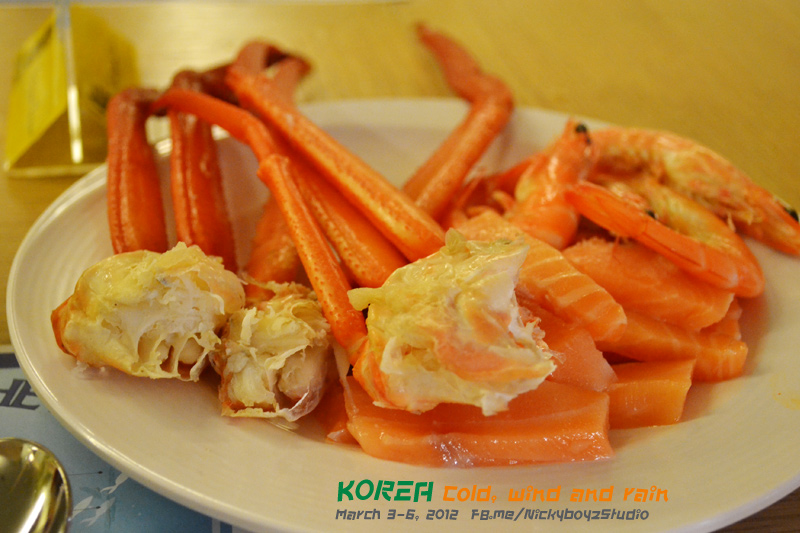 KOREA Cold, wind and rain
March 3-6, 2012 FB.me/NickyboyzStudio